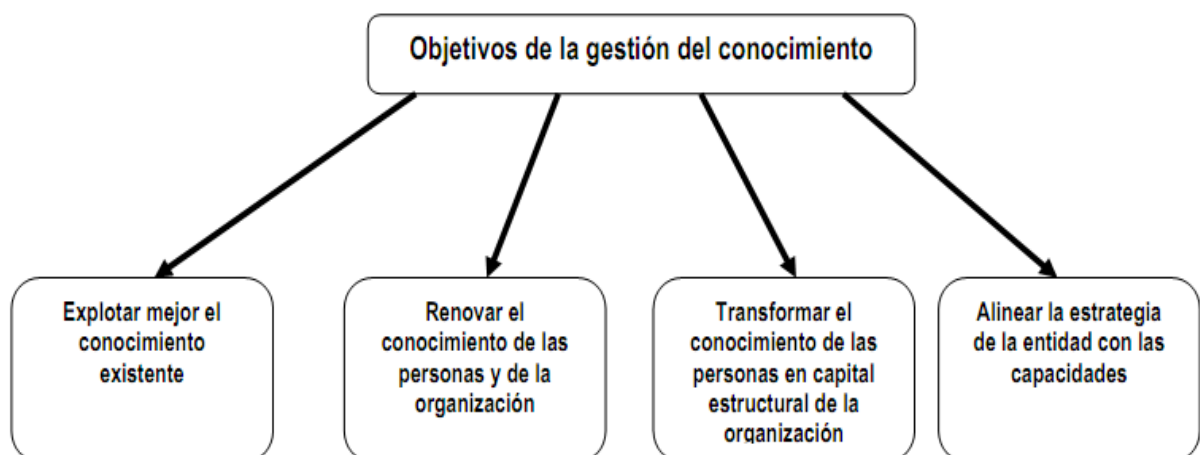 Objetivos de la gestión del conocimiento
Explotar mejor el
conocimiento
existente
Renovar el
conocimiento de las
personas y de la
organización
Transformar el
conocimiento de las
personas en capital
estructural de la
organización
Alinear la estrategia
de la entidad con las
capacidades